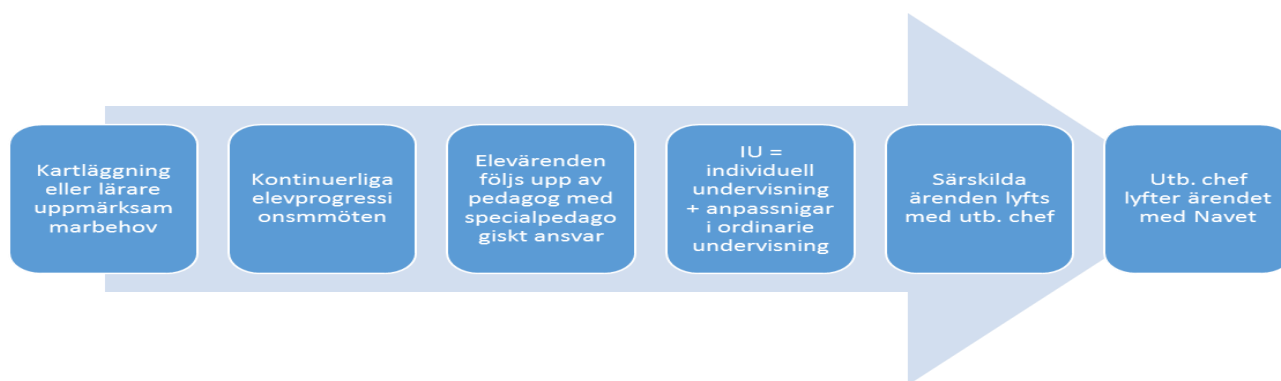 Kartläggning
eller lärare
uppmärksam
marbehov
Kontinuerliga
elevprogressi
onsmmöten
Elevärenden
följs upp av
pedagog med
specialpedago
giskt ansvar
IU =
individuell
undervisning
+ anpassnigar
i ordinarie
undervisning
Särskilda
ärenden lyfts
med utb. chef
Utb. chef
lyfter ärendet
med Navet